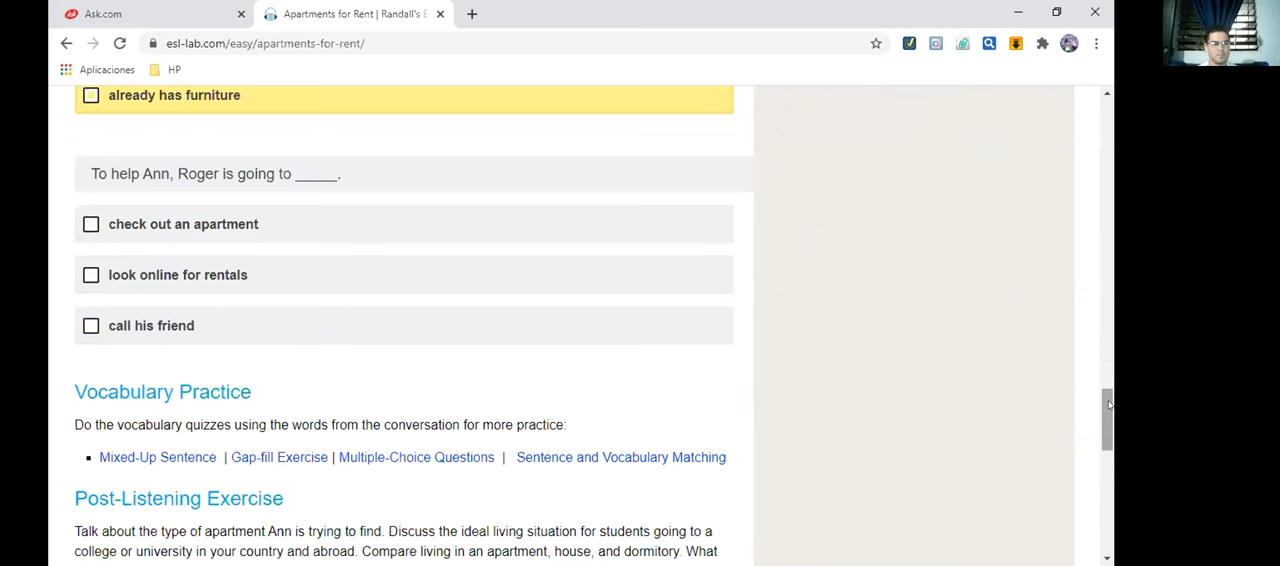 Ask.com
Apartments for Rent | Randall's E
esl-lab.com/easy/apartments-for-rent/
Aplicaciones
HP
already has furniture
To help Ann, Roger is going to _____.
check out an apartment
look online for rentals
call his friend
Vocabulary Practice
Do the vocabulary quizzes using the words from the conversation for more practice:
Mixed-Up Sentence | Gap-fill Exercise | Multiple-Choice Questions | Sentence and Vocabulary Matching
Post-Listening Exercise
Talk about the type of apartment Ann is trying to find. Discuss the ideal living situation for students going to a
college or university in your country and abroad. Compare living in an apartment, house, and dormitory. What